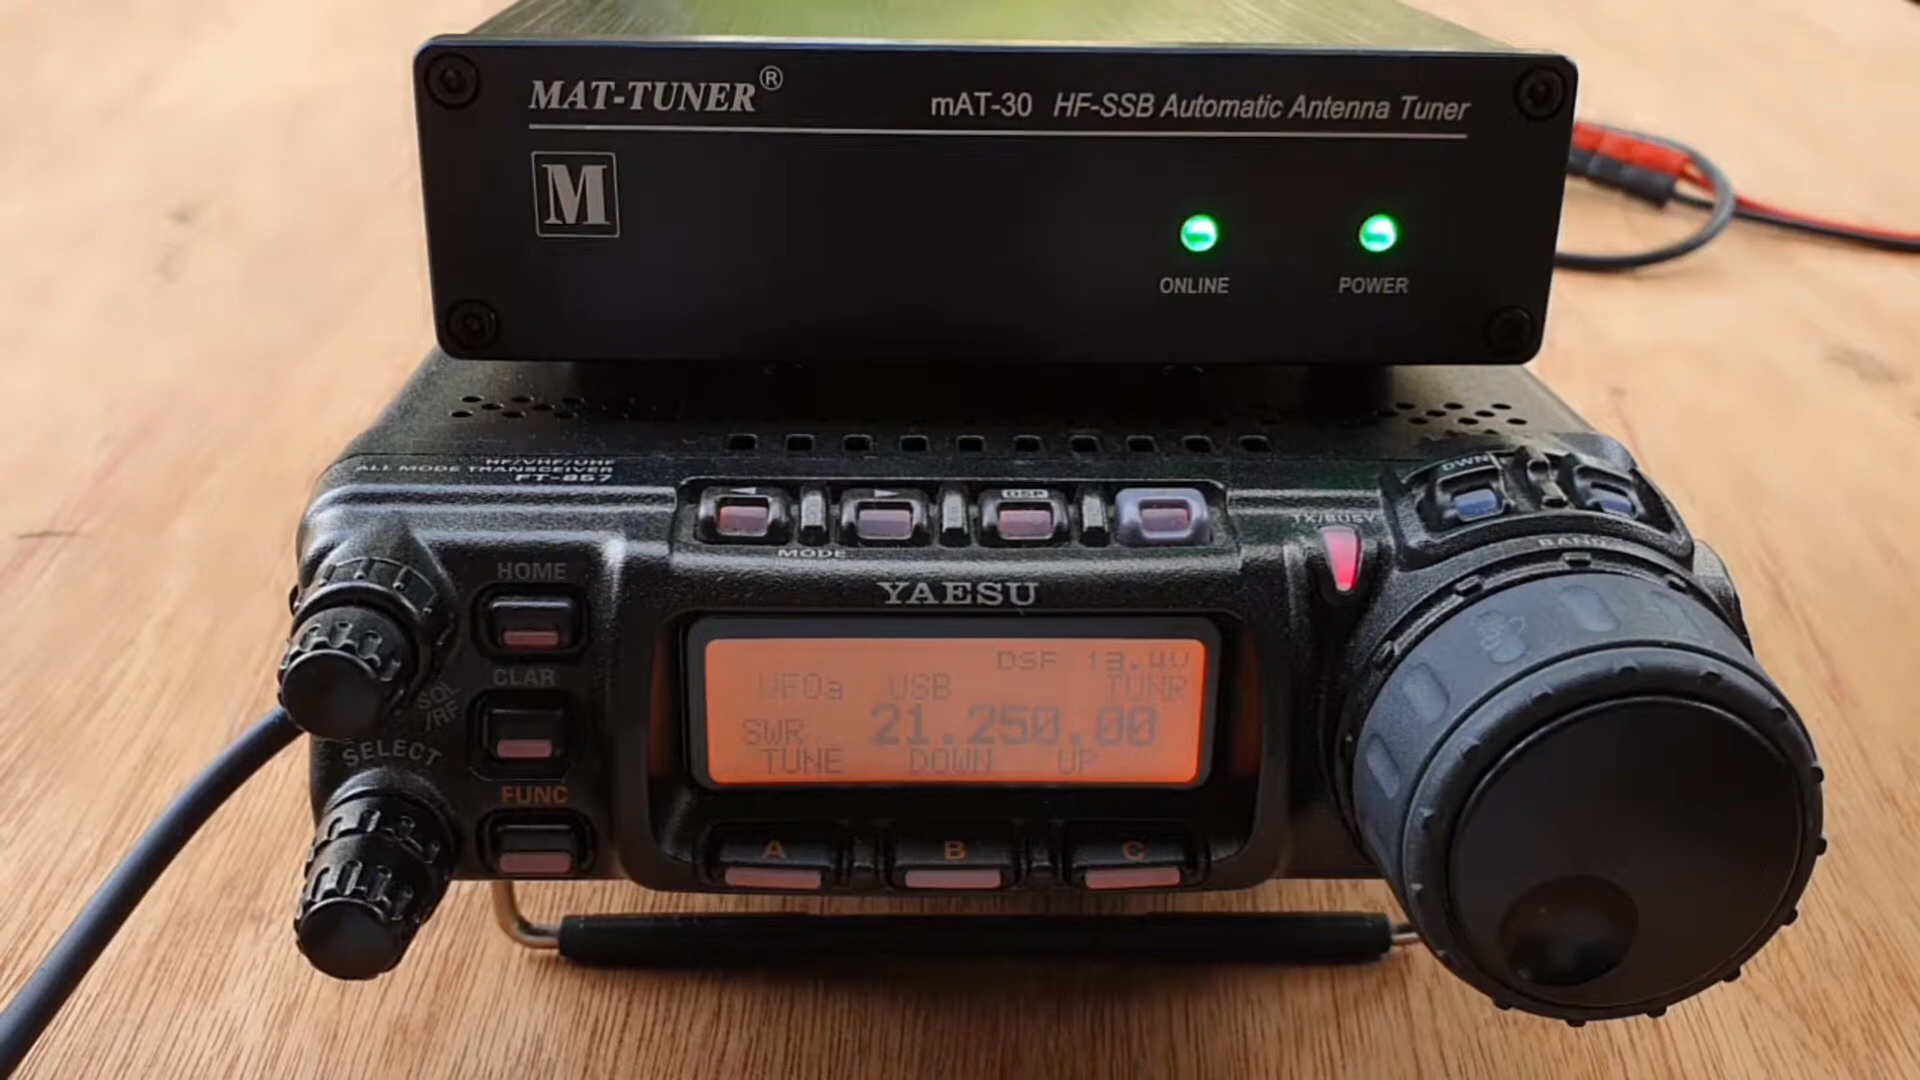 MAT-TUNER®
mAT-30 HF-SSB Automatic Antenna Tuner
M
ONLINE POWER
HF/VHF/UHF
ALL MODE TRANSCEIVER
FT-857
DSP
DWN
MODE
TX/BUSY
BAND
HOME
YAESU
CLAR
SQL
/RF
SELECT
FUNC
DSP 13.4V
VFOa USB TUNR
SWR 21.250.00
TUNE DOWN UP
A B C